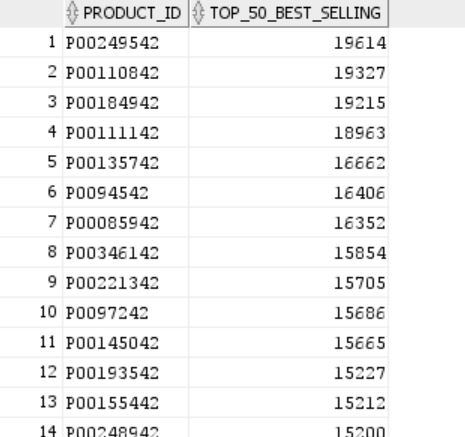 PRODUCT_ID TOP_50_BEST_SELLING
1 P00249542 19614
2 P00110842 19327
3 P00184942 19215
4 P00111142 18963
5 P00135742 16662
6 P0094542 16406
7 P00085942 16352
8 P00346142 15854
9 P00221342 15705
10 P0097242 15686
11 P00145042 15665
12 P00193542 15227
13 P00155442 15212
14 P00248942 15200